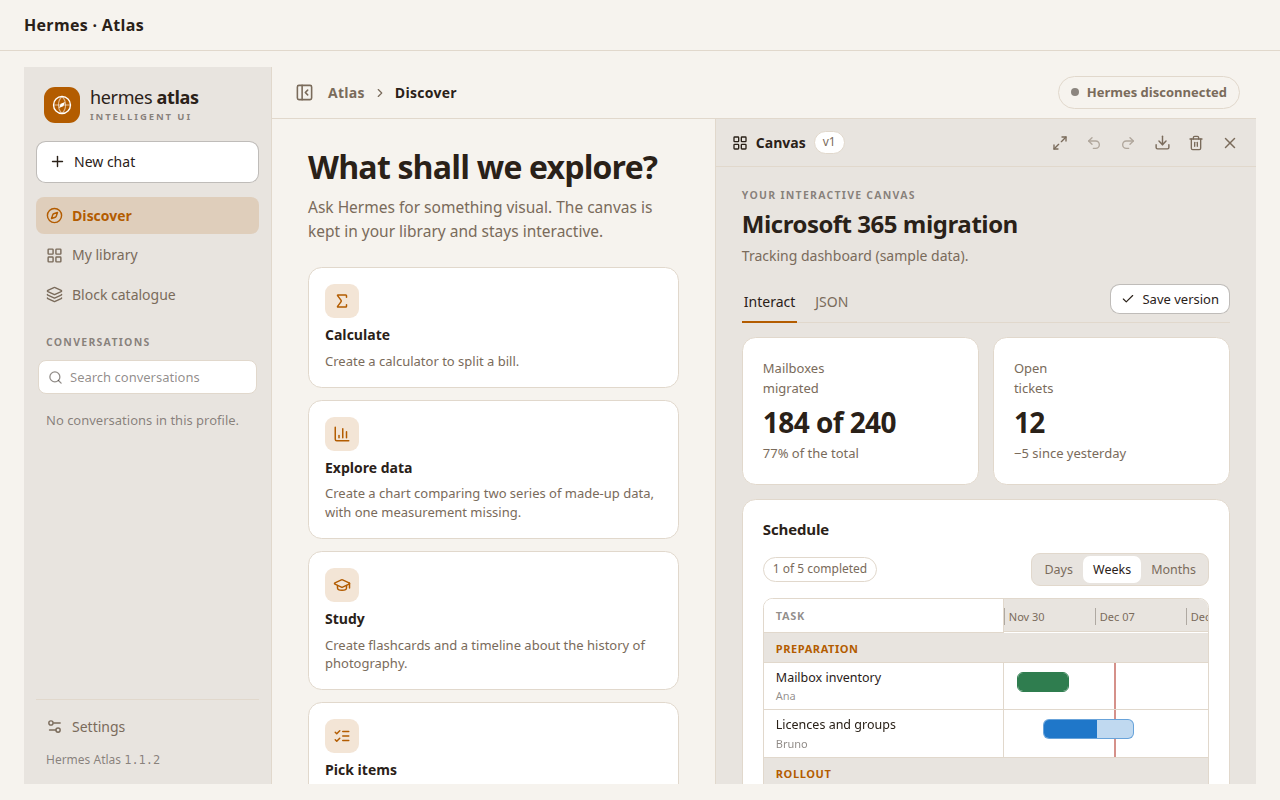 Hermes · Atlas
hermes atlas
INTELLIGENT UI
New chat
Discover
My library
Block catalogue
CONVERSATIONS
Search conversations
No conversations in this profile.
Settings
Hermes Atlas 1.1.2
Atlas > Discover
Hermes disconnected
What shall we explore?
Ask Hermes for something visual. The canvas is
kept in your library and stays interactive.
Calculate
Create a calculator to split a bill.
Explore data
Create a chart comparing two series of made-up data,
with one measurement missing.
Study
Create flashcards and a timeline about the history of
photography.
Pick items
Canvas v1
YOUR INTERACTIVE CANVAS
Microsoft 365 migration
Tracking dashboard (sample data).
Interact JSON
Save version
Mailboxes
migrated
184 of 240
77% of the total
Open
tickets
12
−5 since yesterday
Schedule
1 of 5 completed
Days Weeks Months
TASK Nov 30 Dec 07 Dec
PREPARATION
Mailbox inventory
Ana
Licences and groups
Bruno
ROLLOUT